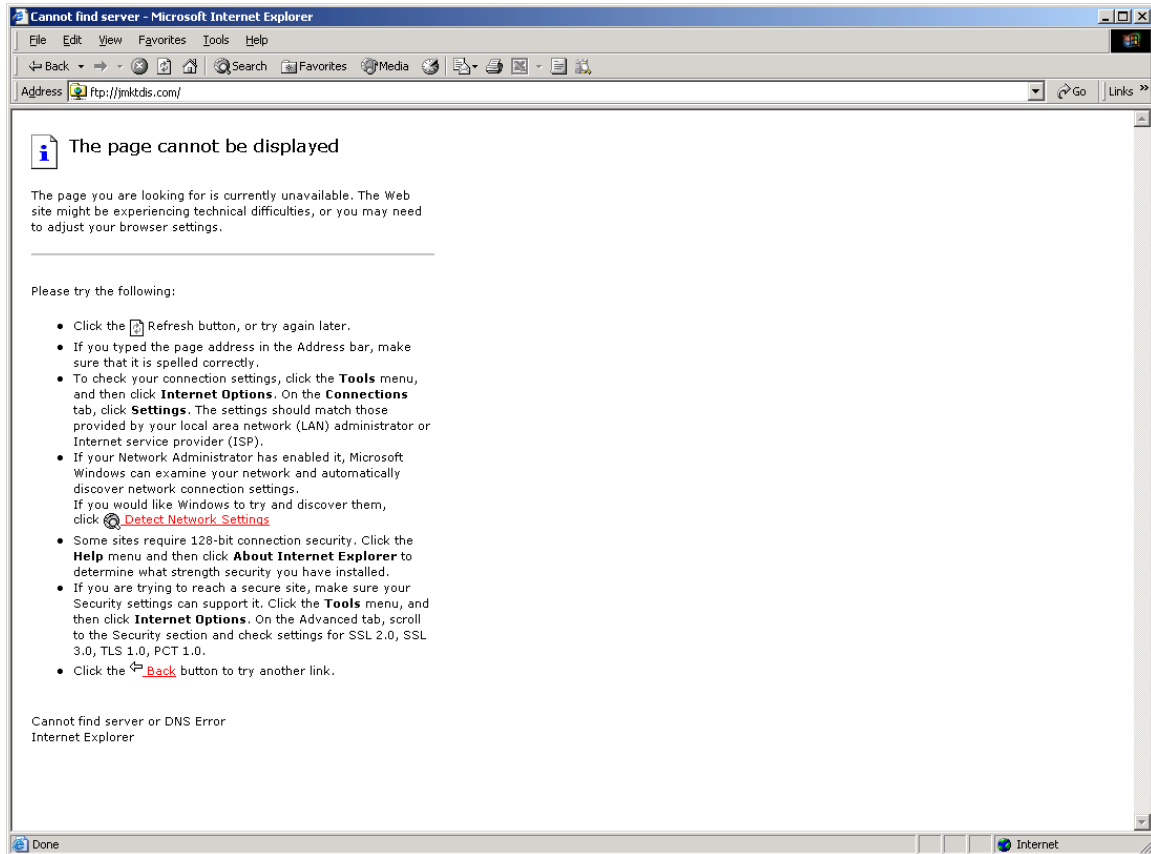 Cannot find server - Microsoft Internet Explorer
File Edit View Favorites Tools Help
Back Search Favorites Media
Address ftp://jmktdis.com/ Go Links »
The page cannot be displayed
The page you are looking for is currently unavailable. The Web
site might be experiencing technical difficulties, or you may need
to adjust your browser settings.
Please try the following:
• Click the Refresh button, or try again later.
• If you typed the page address in the Address bar, make
sure that it is spelled correctly.
• To check your connection settings, click the Tools menu,
and then click Internet Options. On the Connections
tab, click Settings. The settings should match those
provided by your local area network (LAN) administrator or
Internet service provider (ISP).
• If your Network Administrator has enabled it, Microsoft
Windows can examine your network and automatically
discover network connection settings.
If you would like Windows to try and discover them,
click Detect Network Settings
• Some sites require 128-bit connection security. Click the
Help menu and then click About Internet Explorer to
determine what strength security you have installed.
• If you are trying to reach a secure site, make sure your
Security settings can support it. Click the Tools menu, and
then click Internet Options. On the Advanced tab, scroll
to the Security section and check settings for SSL 2.0, SSL
3.0, TLS 1.0, PCT 1.0.
• Click the Back button to try another link.
Cannot find server or DNS Error
Internet Explorer
Done Internet